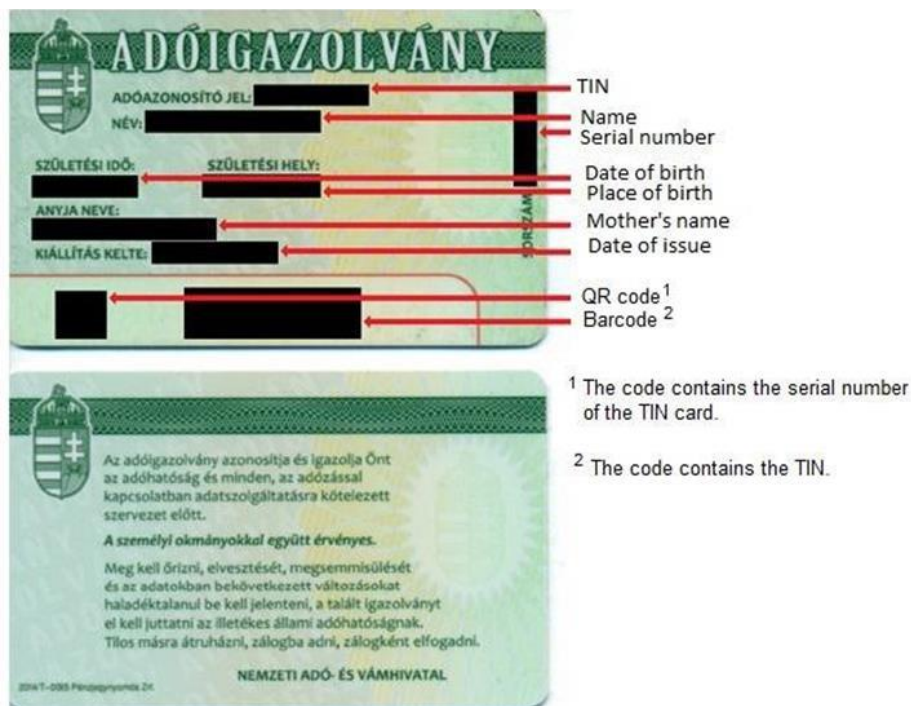 ADÓIGAZOLVÁNY
ADÓAZONOSÍTÓ JEL:
TIN
NÉV:
Name
Serial number
SZÜLETÉSI IDŐ:
SZÜLETÉSI HELY:
Date of birth
Place of birth
ANYJA NEVE:
Mother's name
SORSZÁM
KIÁLLÍTÁS KELTE:
Date of issue
QR code 1
Barcode 2
1 The code contains the serial number
of the TIN card.
2 The code contains the TIN.
Az adóigazolvány azonosítja és igazolja Önt
az adóhatóság és minden, az adózással
kapcsolatban adatszolgáltatásra kötelezett
szervezet előtt.
A személyi okmányokkal együtt érvényes.
Meg kell őrizni, elvesztését, megsemmisülését
és az adatokban bekövetkezett változásokat
haladéktalanul be kell jelenteni, a talált igazolványt
el kell juttatni az illetékes állami adóhatóságnak.
Tilos másra átruházni, zálogba adni, zálogként elfogadni.
NEMZETI ADÓ- ÉS VÁMHIVATAL
Pénzjegynyomda Zrt.